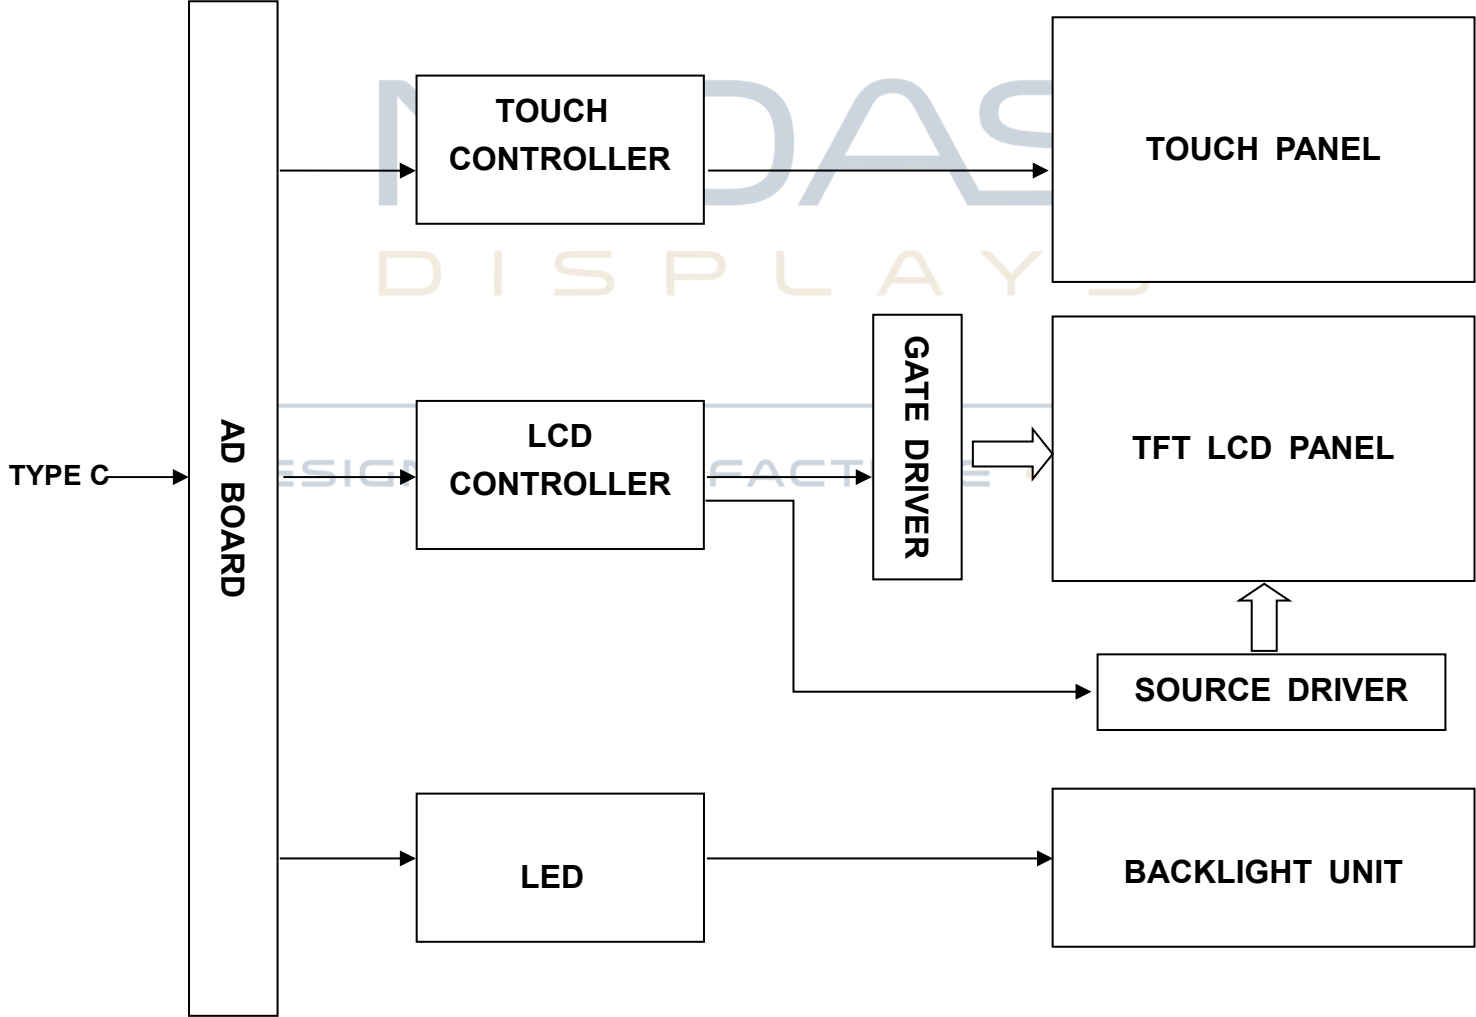 TOUCH
CONTROLLER
TOUCH PANEL
DISPLAYS
TYPE C
AD BOARD
LCD
CONTROLLER
GATE DRIVER
TFT LCD PANEL
SOURCE DRIVER
LED
BACKLIGHT UNIT